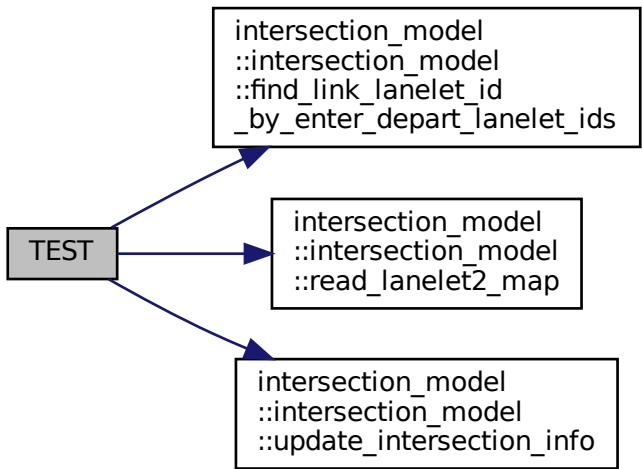 intersection_model
::intersection_model
::find_link_lanelet_id
_by_enter_depart_lanelet_ids
TEST
intersection_model
::intersection_model
::read_lanelet2_map
intersection_model
::intersection_model
::update_intersection_info